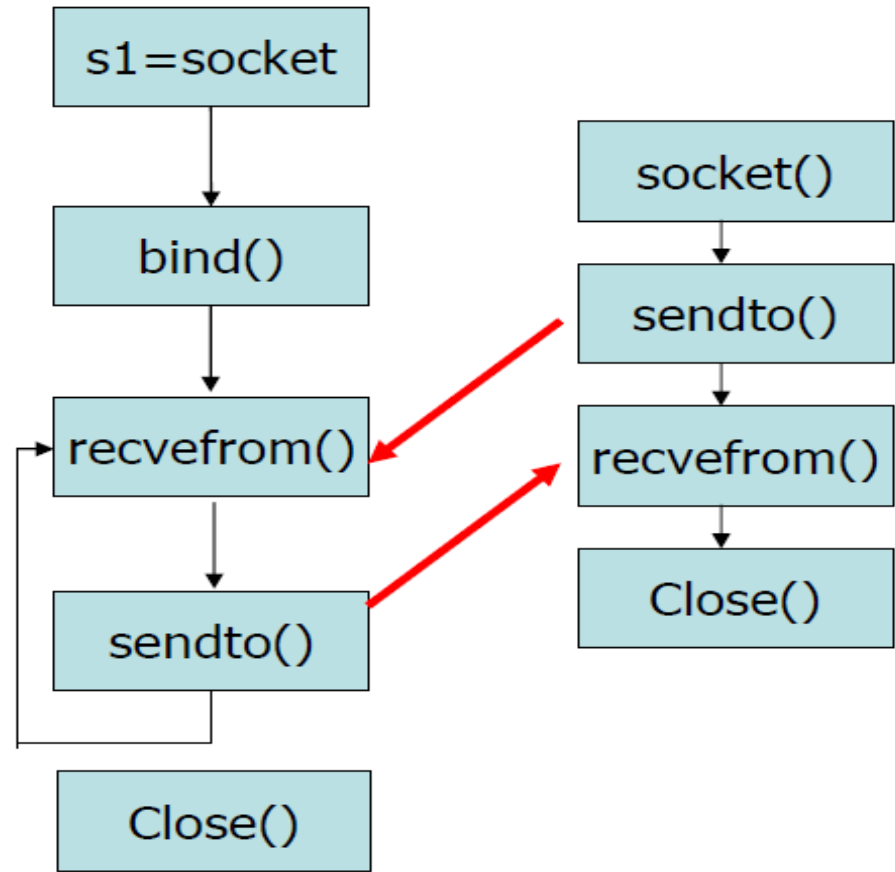 s1=socket
bind()
recvefrom()
sendto()
Close()
socket()
sendto()
recvefrom()
Close()